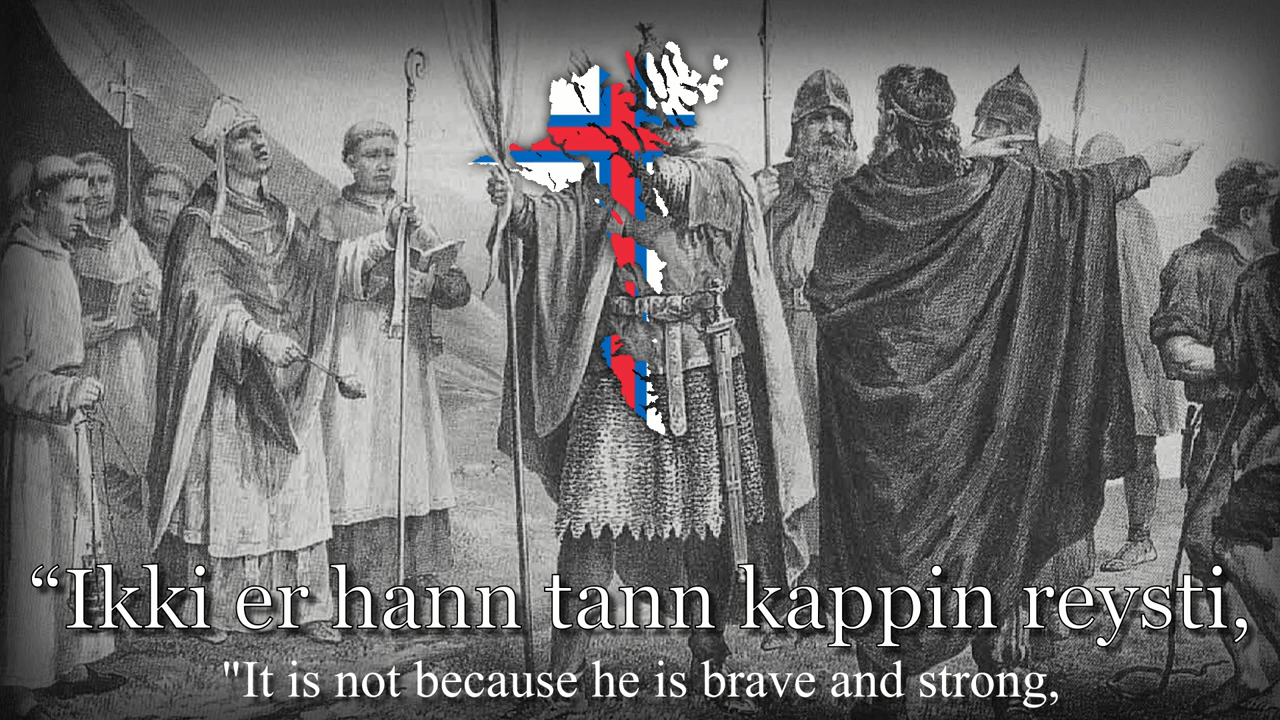 “Ikki er hann tann kappin reysti,
"It is not because he is brave and strong,